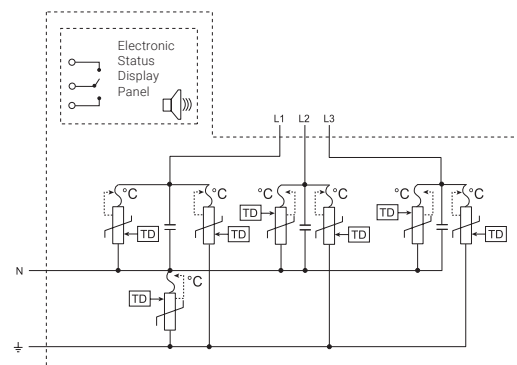 Electronic
Status
Display
Panel
L1 L2 L3
°C °C °C °C °C °C
TD TD
TD TD TD TD
N
°C
TD